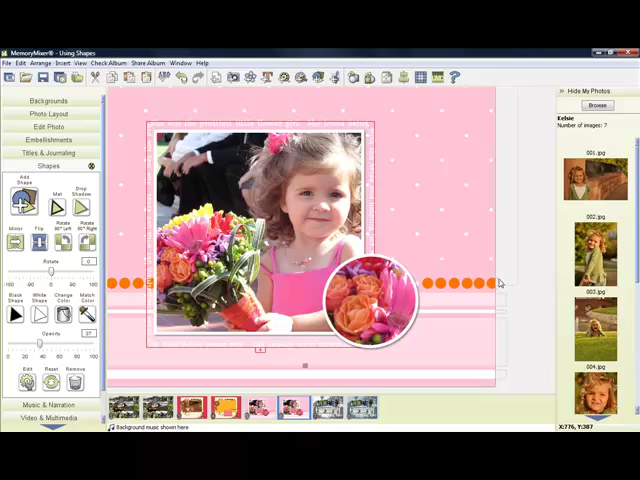 MemoryMixer® - Using Shapes
File Edit Arrange Insert View Check Album Share Album Window Help
Backgrounds
Photo Layout
Edit Photo
Embellishments
Titles & Journaling
Shapes
Add Shape
Mat
Drop Shadow
Mirror
Flip
Rotate 90° Left
Rotate 90° Right
Rotate
0
-100 -50 0 50 100
Black Shape
White Shape
Change Color
Match Color
Opacity
37
0 20 40 60 80 100
Edit
Reset
Remove
Music & Narration
Video & Multimedia
Background music shown here
Hide My Photos
Browse
Kelsie
Number of images: 7
001.jpg
002.jpg
003.jpg
004.jpg
X:776, Y:387